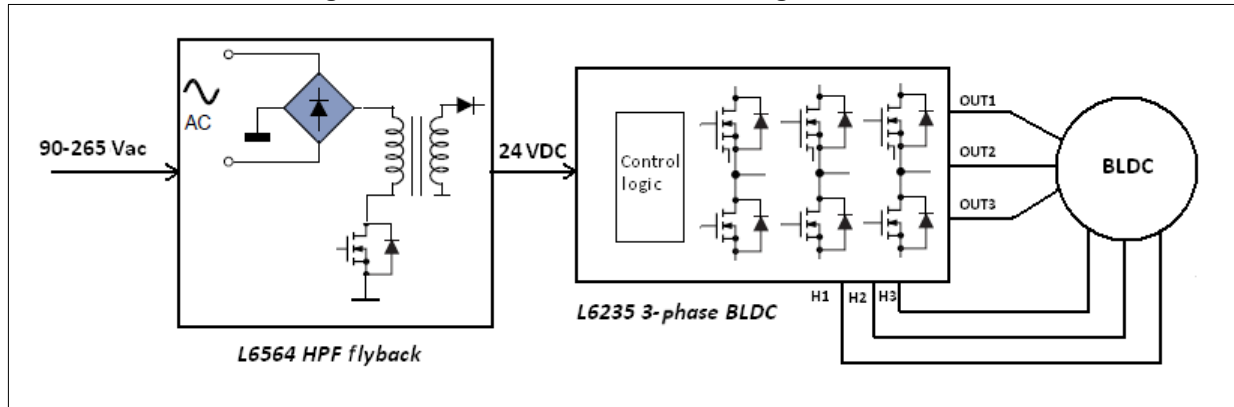 AC
90-265 Vac
L6564 HPF flyback
24 VDC
Control
logic
OUT1
OUT2
OUT3
BLDC
H1
H2
H3
L6235 3-phase BLDC